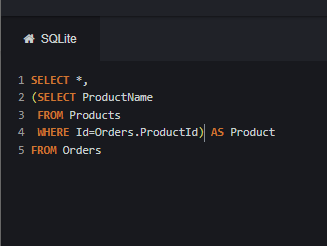 SQLite
1 SELECT *,
2 (SELECT ProductName
3  FROM Products
4  WHERE Id=Orders.ProductId) AS Product
5 FROM Orders